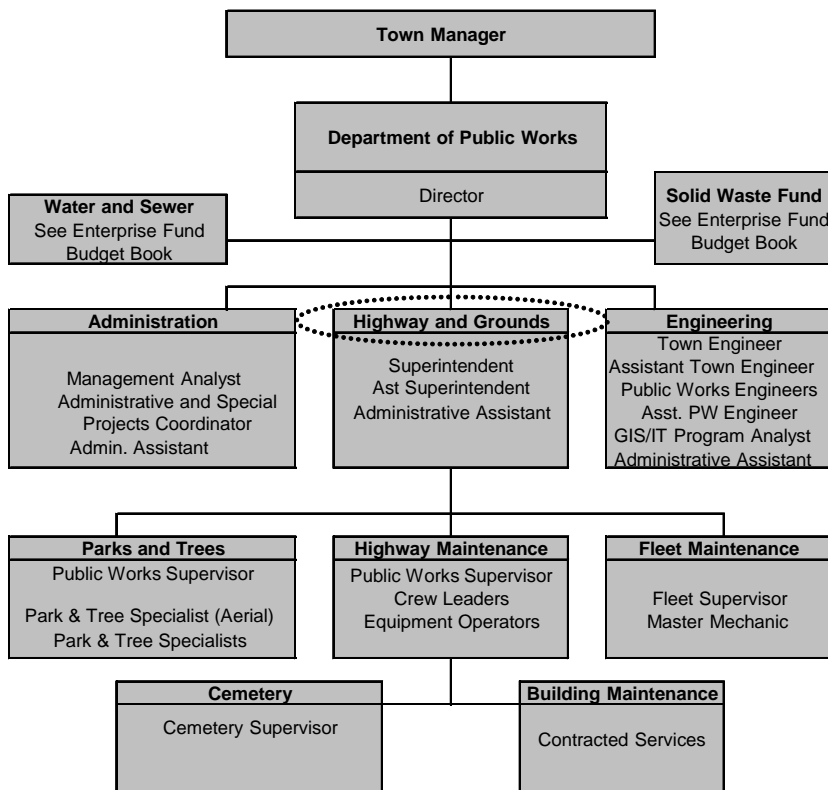 Town Manager
Department of Public Works
Director
Water and Sewer
See Enterprise Fund
Budget Book
Solid Waste Fund
See Enterprise Fund
Budget Book
Administration
Management Analyst
Administrative and Special
Projects Coordinator
Admin. Assistant
Highway and Grounds
Superintendent
Ast Superintendent
Administrative Assistant
Engineering
Town Engineer
Assistant Town Engineer
Public Works Engineers
Asst. PW Engineer
GIS/IT Program Analyst
Administrative Assistant
Parks and Trees
Public Works Supervisor
Park & Tree Specialist (Aerial)
Park & Tree Specialists
Highway Maintenance
Public Works Supervisor
Crew Leaders
Equipment Operators
Fleet Maintenance
Fleet Supervisor
Master Mechanic
Cemetery
Cemetery Supervisor
Building Maintenance
Contracted Services